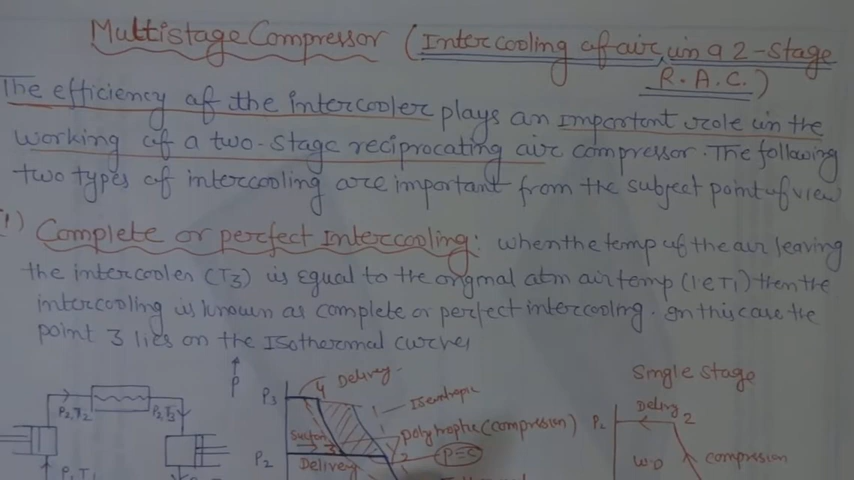 Multistage Compressor (Intercooling of air in a 2-stage
R.A.C.)
The efficiency of the intercooler plays an important role in the
working of a two-stage reciprocating air compressor. The following
two types of intercooling are important from the subject point of view
1) Complete or perfect Intercooling: when the temp of the air leaving
the intercooler (T3) is equal to the original atm air temp (i.e T1) then the
intercooling is known as complete or perfect intercooling. In this case the
point 3 lies on the Isothermal curve
Single stage
P
P3
4 Delivery
Isentropic
P2, T2
P2, T3
Suction
3
Polytropic (compression)
2
P=C
P2
Delivery
P1 T1
Delivery 2
W.D
compression